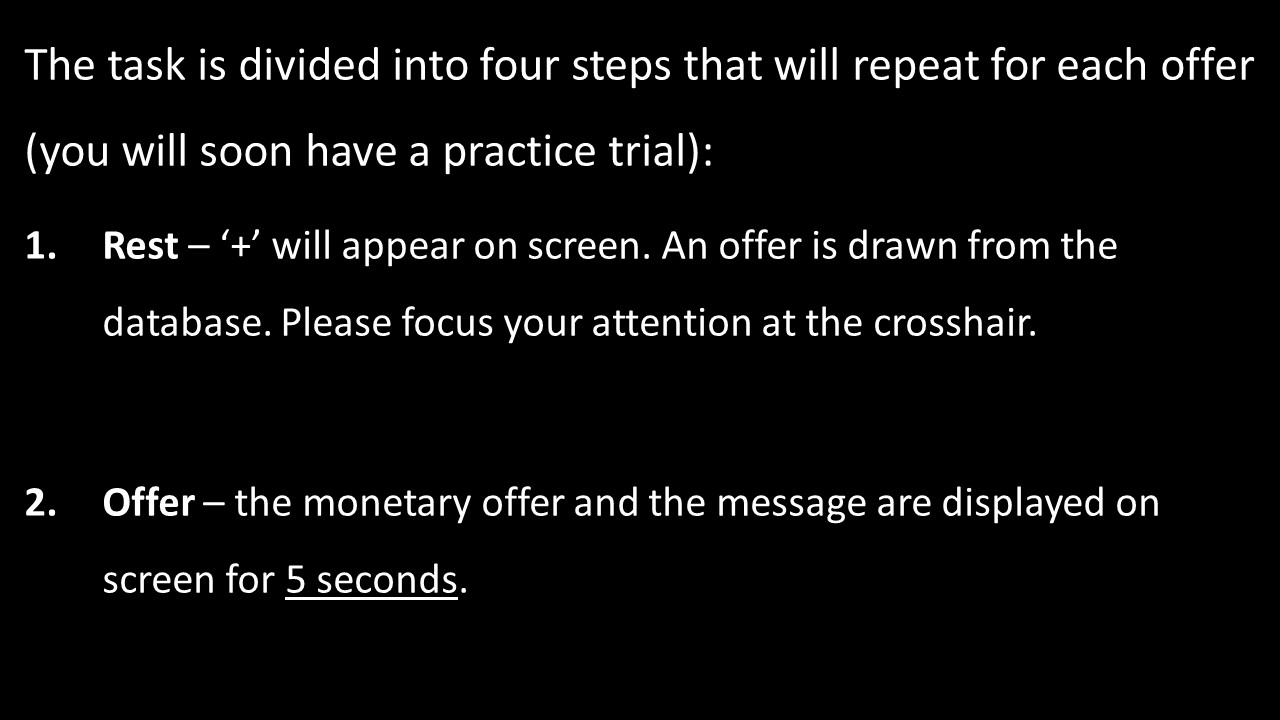 The task is divided into four steps that will repeat for each offer
(you will soon have a practice trial):
1. Rest – ‘+’ will appear on screen. An offer is drawn from the
database. Please focus your attention at the crosshair.
2. Offer – the monetary offer and the message are displayed on
screen for 5 seconds.